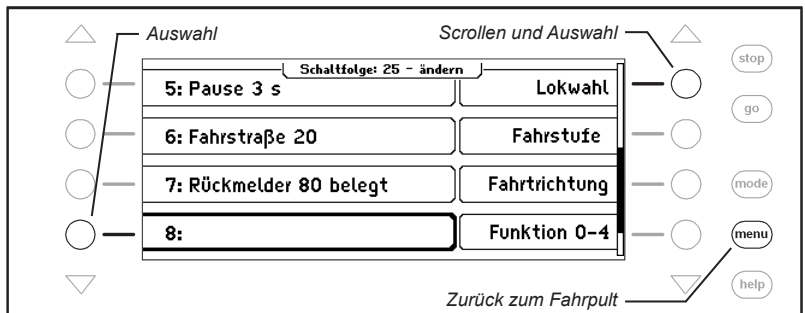 Auswahl
Scrollen und Auswahl
Schaltfolge: 25 - ändern
stop
5: Pause 3 s
Lokwahl
go
6: Fahrstraße 20
Fahrstufe
7: Rückmelder 80 belegt
Fahrtrichtung
mode
8:
Funktion 0-4
menu
help
Zurück zum Fahrpult